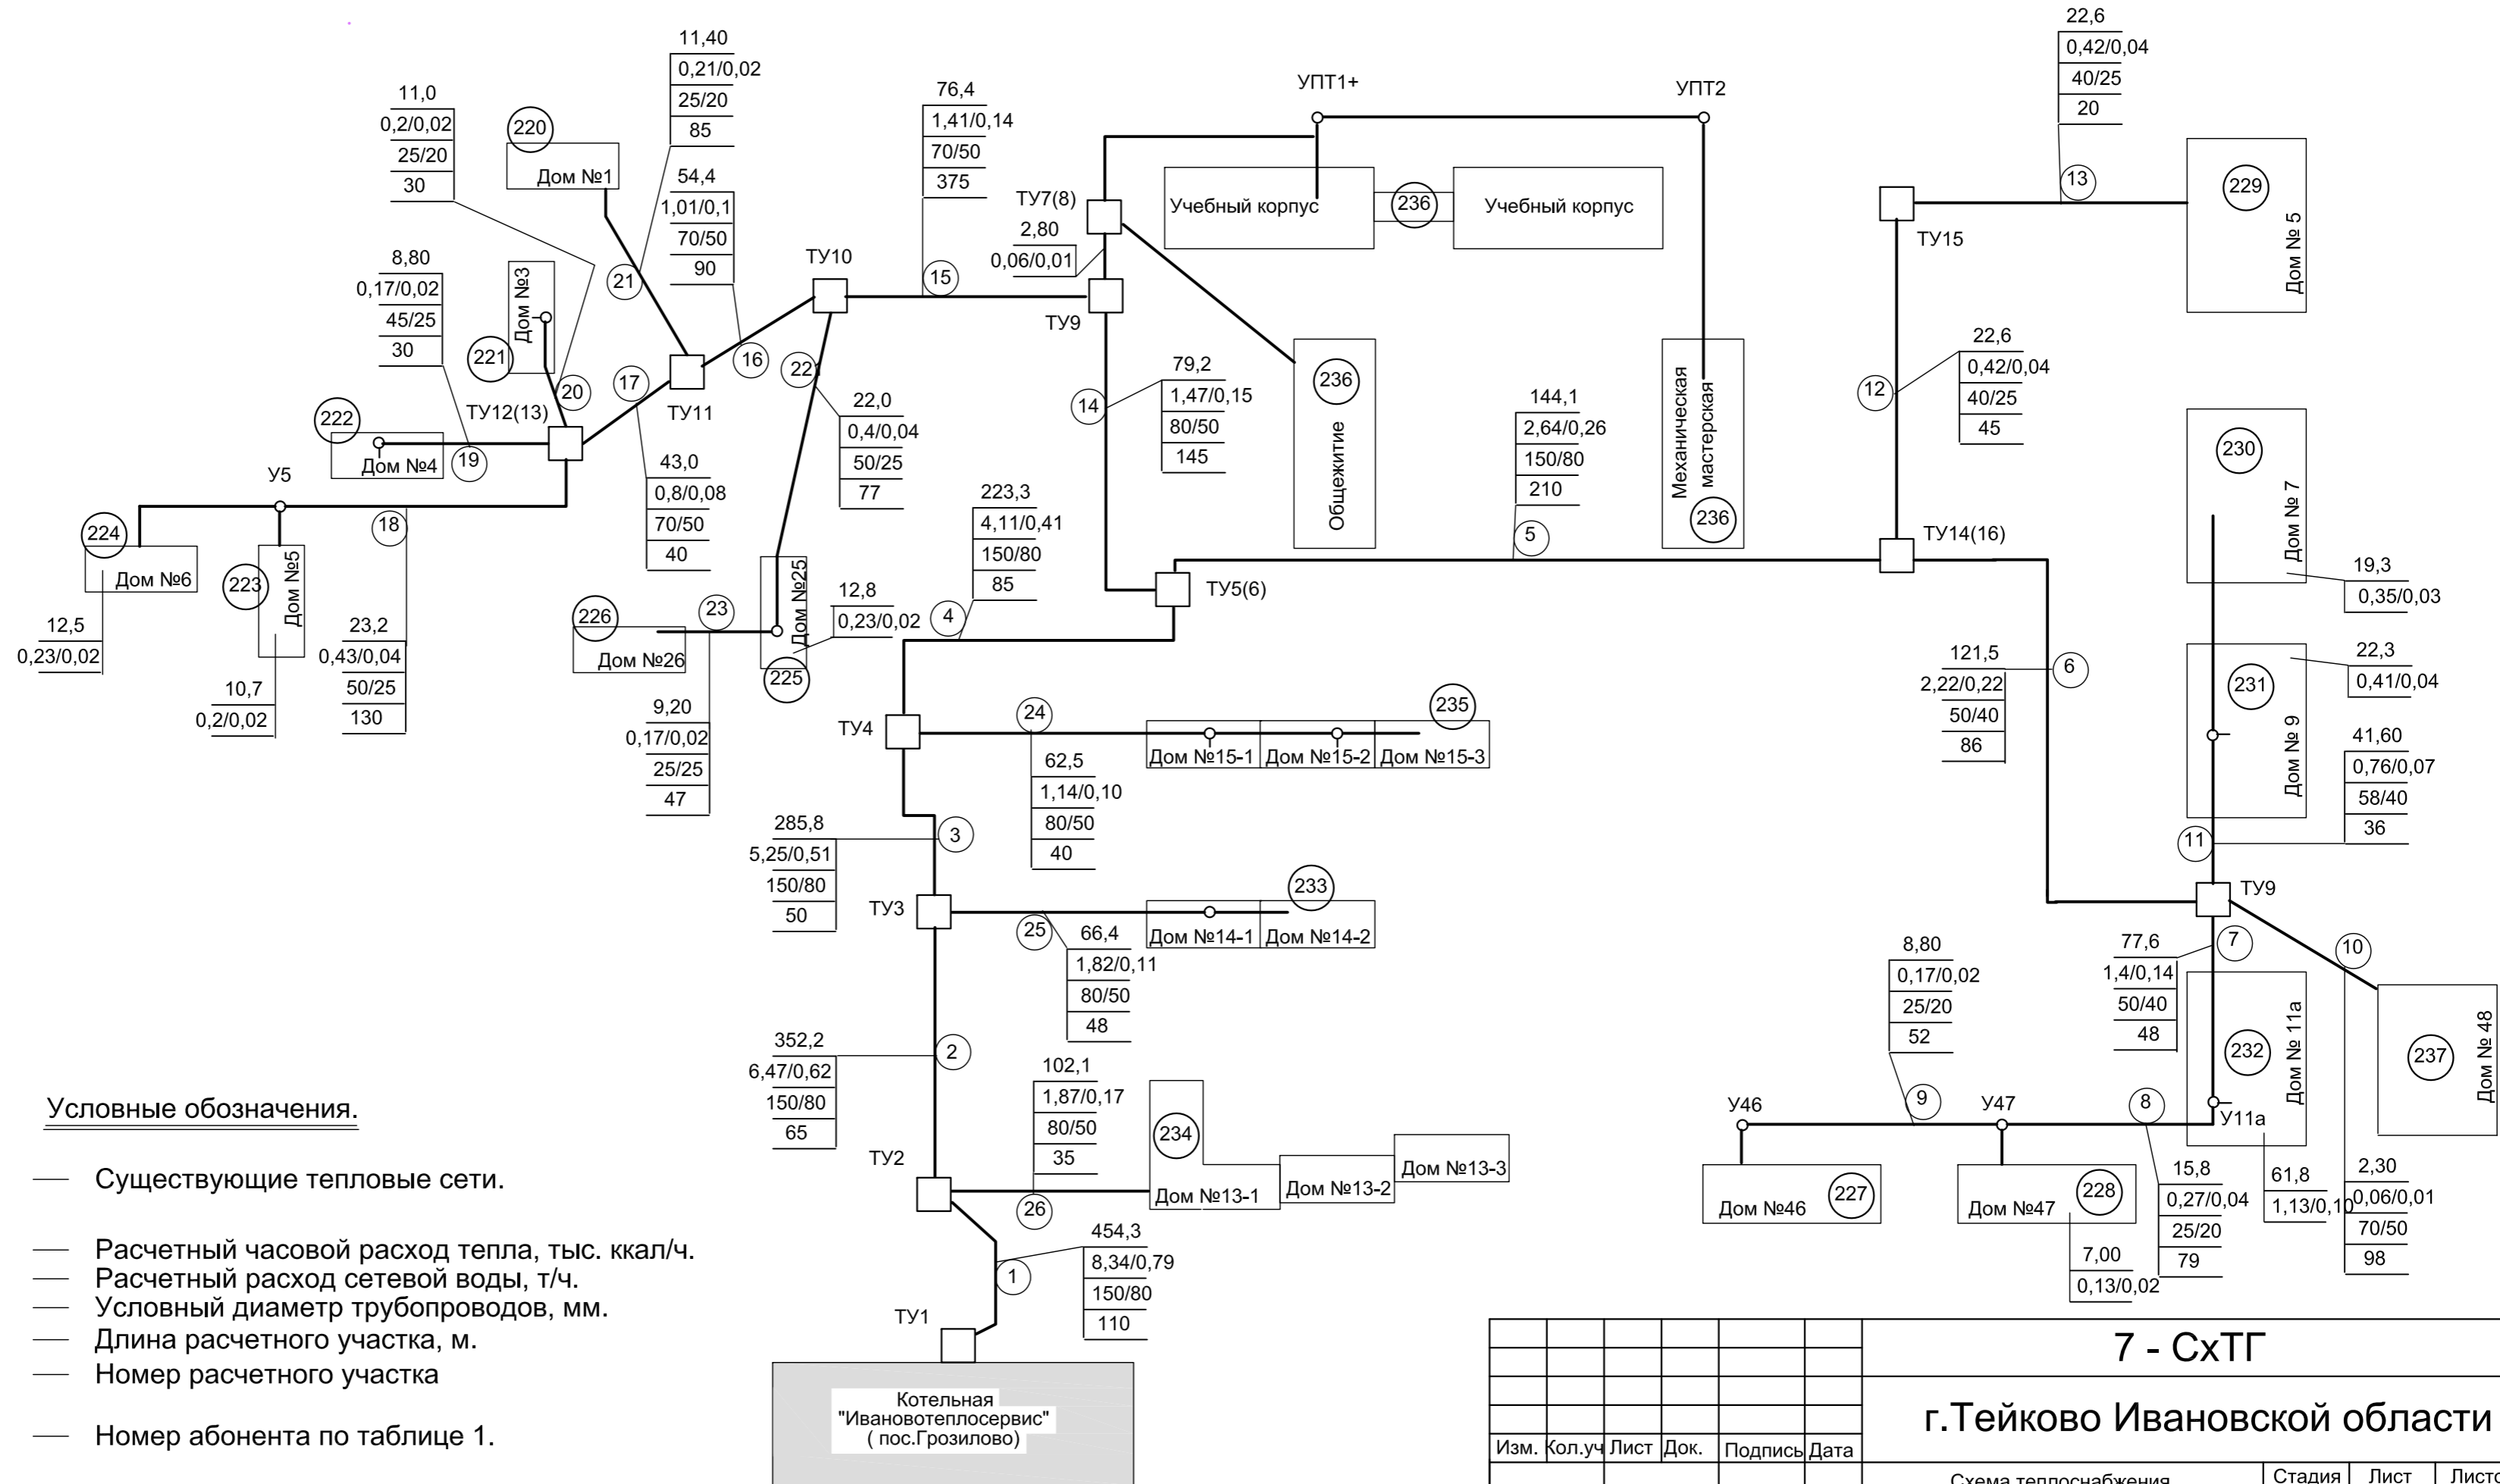 22,6
0,42/0,04
40/25
20
11,40
0,21/0,02
25/20
85
УПТ1+
УПТ2
76,4
1,41/0,14
70/50
375
11,0
0,2/0,02
25/20
30
220
Дом №1
54,4
1,01/0,1
70/50
90
ТУ7(8)
2,80
0,06/0,01
Учебный корпус
236
Учебный корпус
13
229
Дом № 5
ТУ15
8,80
0,17/0,02
45/25
30
Дом №3
221
21
ТУ10
15
ТУ9
16
17
20
ТУ12(13)
ТУ11
22
222
Дом №4
19
У5
14
79,2
1,47/0,15
80/50
145
236
Общежитие
Механическая
мастерская
236
12
22,6
0,42/0,04
40/25
45
144,1
2,64/0,26
150/80
210
22,0
0,4/0,04
50/25
77
43,0
0,8/0,08
70/50
40
223,3
4,11/0,41
150/80
85
230
Дом № 7
18
5
ТУ14(16)
224
Дом №6
223
Дом №5
Дом №25
225
ТУ5(6)
12,5
0,23/0,02
10,7
0,2/0,02
23,2
0,43/0,04
50/25
130
226
Дом №26
23
12,8
0,23/0,02
4
19,3
0,35/0,03
9,20
0,17/0,02
25/25
47
121,5
2,22/0,22
50/40
86
6
231
Дом № 9
22,3
0,41/0,04
ТУ4
24
235
Дом №15-1
Дом №15-2
Дом №15-3
62,5
1,14/0,10
80/50
40
41,60
0,76/0,07
58/40
36
11
285,8
5,25/0,51
150/80
50
3
ТУ3
25
233
Дом №14-1
Дом №14-2
66,4
1,82/0,11
80/50
48
ТУ9
7
77,6
1,4/0,14
50/40
48
10
8,80
0,17/0,02
25/20
52
232
Дом № 11а
237
Дом № 48
352,2
6,47/0,62
150/80
65
2
102,1
1,87/0,17
80/50
35
У46
9
У47
8
У11а
234
Дом №13-1
Дом №13-2
Дом №13-3
ТУ2
26
Дом №46
227
Дом №47
228
15,8
0,27/0,04
25/20
79
61,8
1,13/0,10
2,30
0,06/0,01
70/50
98
7,00
0,13/0,02
454,3
8,34/0,79
150/80
110
1
ТУ1
Котельная
"Ивановотеплосервис"
( пос.Грозилово)
Условные обозначения.
Существующие тепловые сети.
Расчетный часовой расход тепла, тыс. ккал/ч.
Расчетный расход сетевой воды, т/ч.
Условный диаметр трубопроводов, мм.
Длина расчетного участка, м.
Номер расчетного участка
Номер абонента по таблице 1.
7 - СхТГ
г.Тейково Ивановской области
Изм. Кол.уч Лист Док. Подпись Дата
Схема теплоснабжения
Стадия Лист